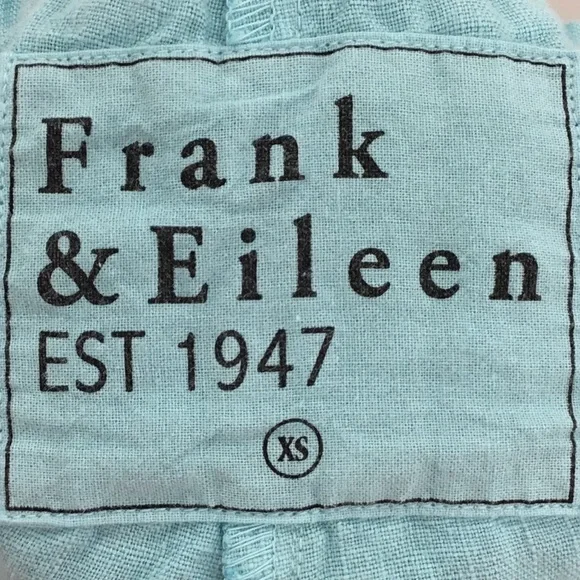 Frank
& Eileen
EST 1947
XS